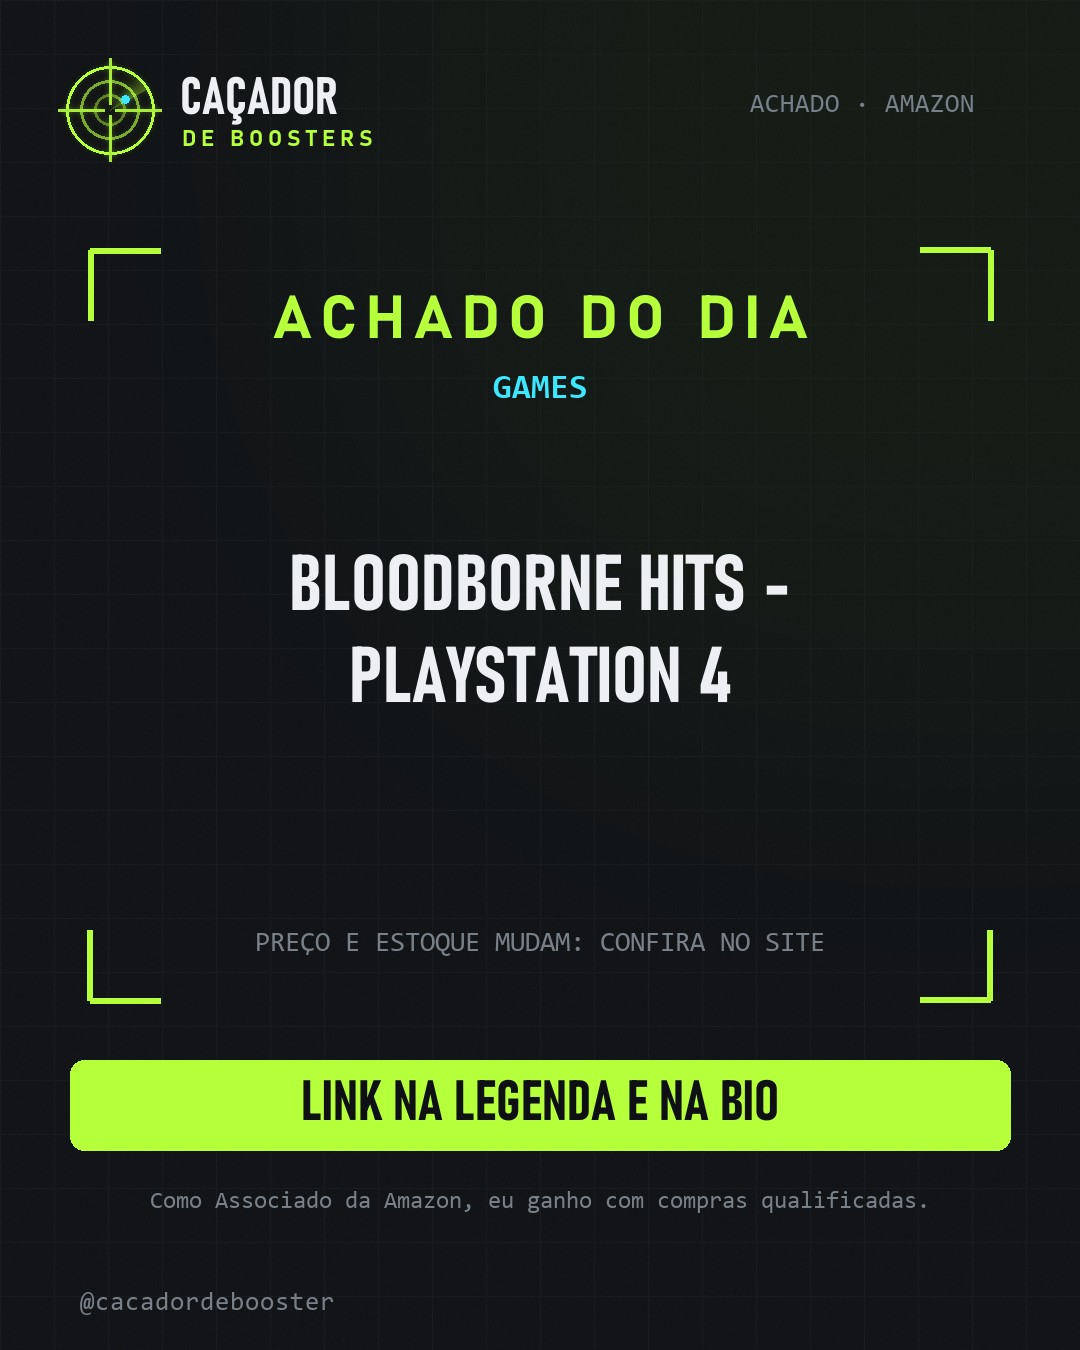 CAÇADOR
DE BOOSTERS
ACHADO · AMAZON
ACHADO DO DIA
GAMES
BLOODBORNE HITS -
PLAYSTATION 4
PREÇO E ESTOQUE MUDAM: CONFIRA NO SITE
LINK NA LEGENDA E NA BIO
Como Associado da Amazon, eu ganho com compras qualificadas.
@cacadordebooster